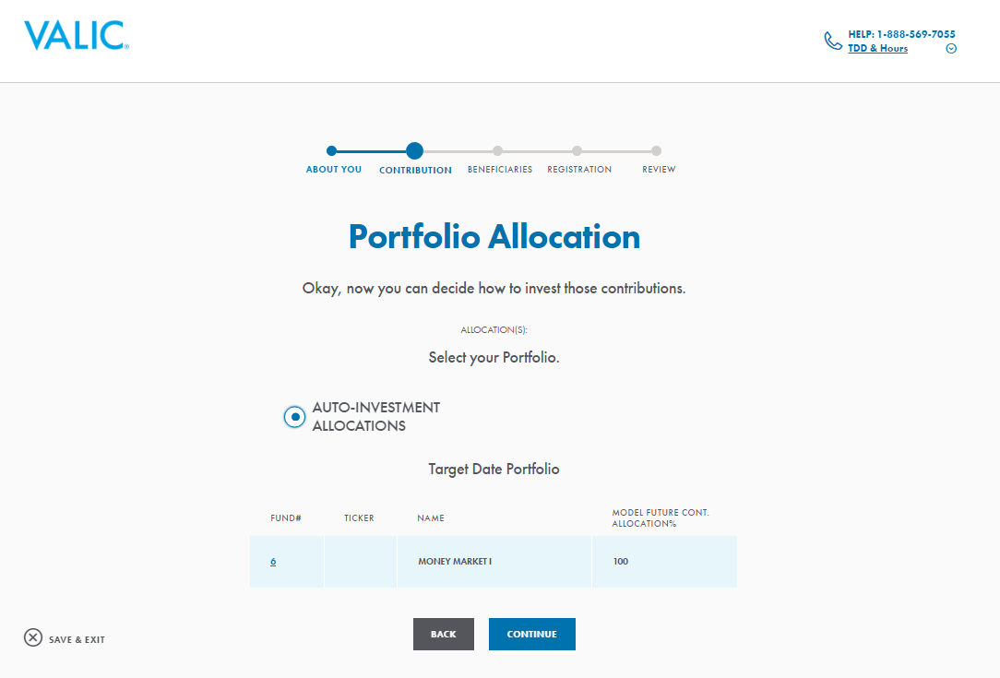 VALIC®
HELP: 1-888-569-7055
TDD & Hours
ABOUT YOU
CONTRIBUTION
BENEFICIARIES
REGISTRATION
REVIEW
Portfolio Allocation
Okay, now you can decide how to invest those contributions.
ALLOCATION(S):
Select your Portfolio.
AUTO-INVESTMENT
ALLOCATIONS
Target Date Portfolio
FUND# TICKER NAME MODEL FUTURE CONT.
ALLOCATION%
6 MONEY MARKET I 100
BACK
CONTINUE
SAVE & EXIT